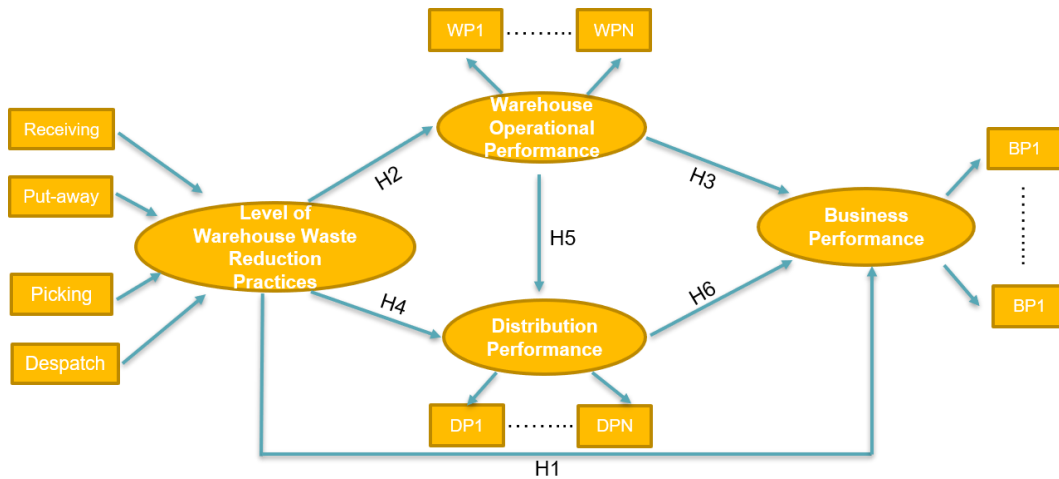 WP1
...........
WPN
Receiving
Warehouse
Operational
Performance
BP1
Put-away
H2
H3
Level of
Warehouse Waste
Reduction
Practices
H5
Business
Performance
Picking
H4
H6
BP1
Distribution
Performance
Despatch
DP1
...........
DPN
H1